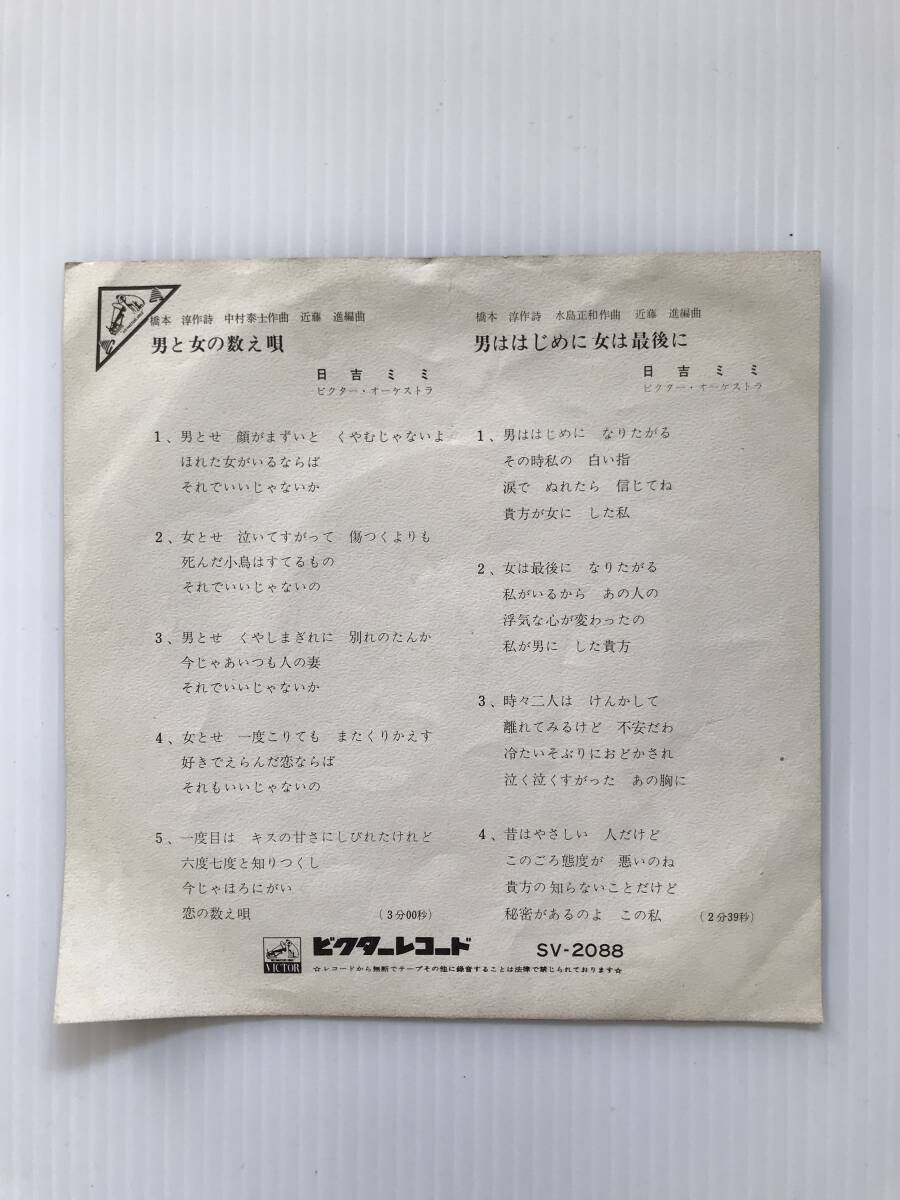 橋本 淳作詩 中村泰士作曲 近藤 進編曲
男と女の数え唄
日吉ミミ
ビクター・オーケストラ
1、男とせ 顔がまずいと くやむじゃないよ
ほれた女がいるならば
それでいいじゃないか
2、女とせ 泣いてすがって 傷つくよりも
死んだ小鳥はすてるもの
それでいいじゃないの
3、男とせ くやしまぎれに 別れのたんか
今じゃあいつも人の妻
それでいいじゃないか
4、女とせ 一度こりても またくりかえす
好きでえらんだ恋ならば
それもいいじゃないの
5、一度目は キスの甘さにしびれたけれど
六度七度と知りつくし
今じゃほろにがい
恋の数え唄 (3分00秒)
橋本 淳作詩 水島正和作曲 近藤 進編曲
男ははじめに女は最後に
日吉ミミ
ビクター・オーケストラ
1、男ははじめに なりたがる
その時私の 白い指
涙で ぬれたら 信じてね
貴方が女に した私
2、女は最後に なりたがる
私がいるから あの人の
浮気な心が変わったの
私が男に した貴方
3、時々二人は けんかして
離れてみるけど 不安だわ
冷たいそぶりにおどかされ
泣く泣くすがった あの胸に
4、昔はやさしい 人だけど
このごろ態度が 悪いのね
貴方の知らないことだけど
秘密があるのよ この私 (2分39秒)
VICTOR ビクターレコード SV-2088
☆レコードから無断でテープその他に録音することは法律で禁じられております☆